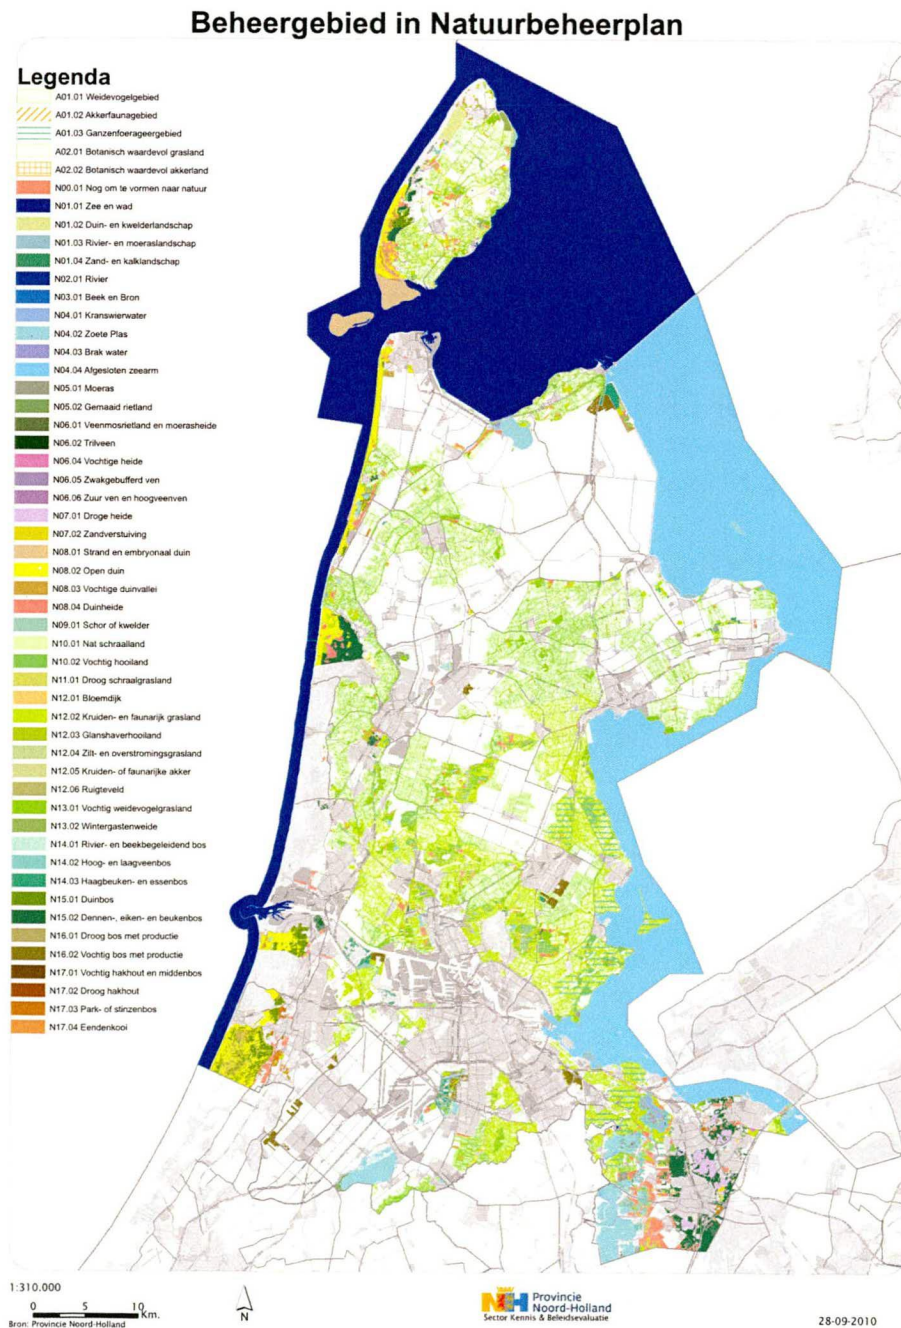 Beheergebied in Natuurbeheerplan
Legenda
A01.01 Weidevogelgebied
A01.02 Akkerfaunagebied
A01.03 Ganzenfoerageergebied
A02.01 Botanisch waardevol grasland
A02.02 Botanisch waardevol akkerland
N00.01 Nog om te vormen naar natuur
N01.01 Zee en wad
N01.02 Duin- en kwelderlandschap
N01.03 Rivier- en moeraslandschap
N01.04 Zand- en kalklandschap
N02.01 Rivier
N03.01 Beek en Bron
N04.01 Kranswierwater
N04.02 Zoete Plas
N04.03 Brak water
N04.04 Afgesloten zeearm
N05.01 Moeras
N05.02 Gemaaid rietland
N06.01 Veenmosrietland en moerasheide
N06.02 Trilveen
N06.04 Vochtige heide
N06.05 Zwakgebufferd ven
N06.06 Zuur ven en hoogveenven
N07.01 Droge heide
N07.02 Zandverstuiving
N08.01 Strand en embryonaal duin
N08.02 Open duin
N08.03 Vochtige duinvallei
N08.04 Duinheide
N09.01 Schor of kwelder
N10.01 Nat schraalland
N10.02 Vochtig hooiland
N11.01 Droog schraalgrasland
N12.01 Bloemdijk
N12.02 Kruiden- en faunarijk grasland
N12.03 Glanshaverhooiland
N12.04 Zilt- en overstromingsgrasland
N12.05 Kruiden- of faunarijke akker
N12.06 Ruigteveld
N13.01 Vochtig weidevogelgrasland
N13.02 Wintergastenweide
N14.01 Rivier- en beekbegeleidend bos
N14.02 Hoog- en laagveenbos
N14.03 Haagbeuken- en essenbos
N15.01 Duinbos
N15.02 Dennen-, eiken- en beukenbos
N16.01 Droog bos met productie
N16.02 Vochtig bos met productie
N17.01 Vochtig hakhout en middenbos
N17.02 Droog hakhout
N17.03 Park- of stinzenbos
N17.04 Eendenkooi
1:310.000
0 5 10 Km.
Bron: Provincie Noord-Holland
N
NH Provincie
Noord-Holland
Sector Kennis & Beleidsevaluatie
28-09-2010